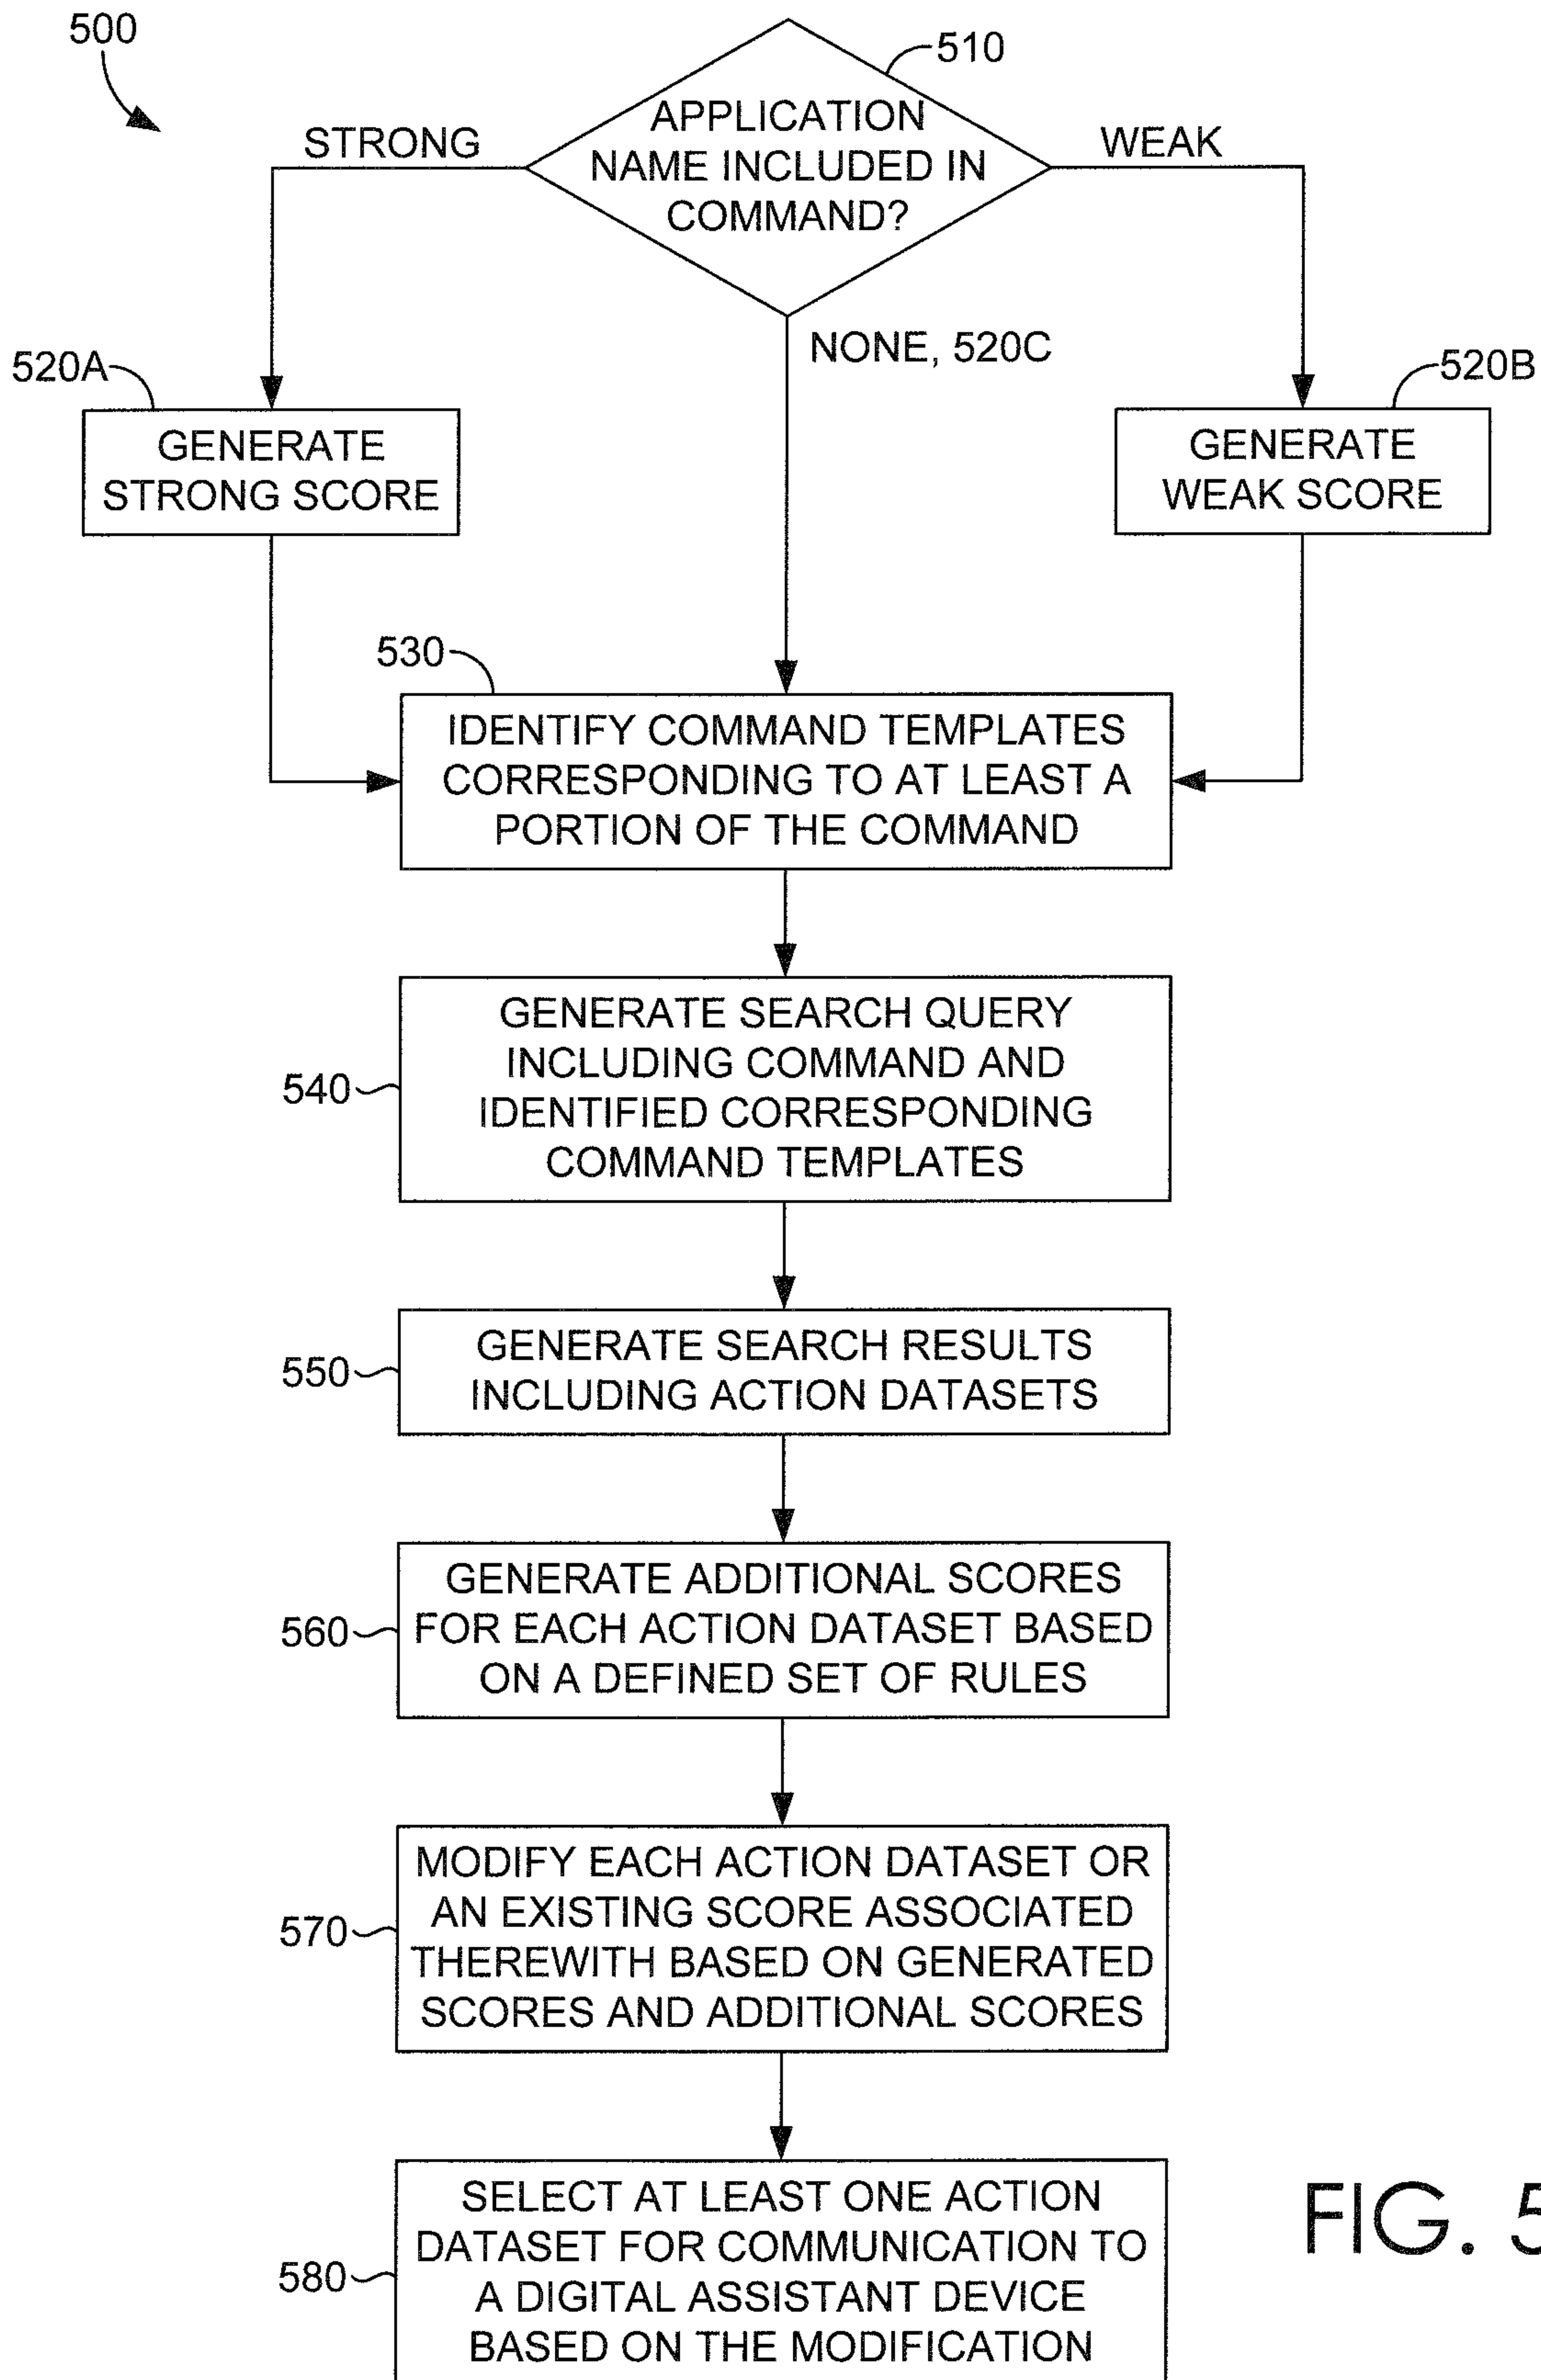 500
510
APPLICATION
NAME INCLUDED IN
COMMAND?
STRONG
WEAK
NONE, 520C
520A
GENERATE
STRONG SCORE
520B
GENERATE
WEAK SCORE
530
IDENTIFY COMMAND TEMPLATES
CORRESPONDING TO AT LEAST A
PORTION OF THE COMMAND
540
GENERATE SEARCH QUERY
INCLUDING COMMAND AND
IDENTIFIED CORRESPONDING
COMMAND TEMPLATES
550
GENERATE SEARCH RESULTS
INCLUDING ACTION DATASETS
560
GENERATE ADDITIONAL SCORES
FOR EACH ACTION DATASET BASED
ON A DEFINED SET OF RULES
570
MODIFY EACH ACTION DATASET OR
AN EXISTING SCORE ASSOCIATED
THEREWITH BASED ON GENERATED
SCORES AND ADDITIONAL SCORES
580
SELECT AT LEAST ONE ACTION
DATASET FOR COMMUNICATION TO
A DIGITAL ASSISTANT DEVICE
BASED ON THE MODIFICATION
FIG. 5